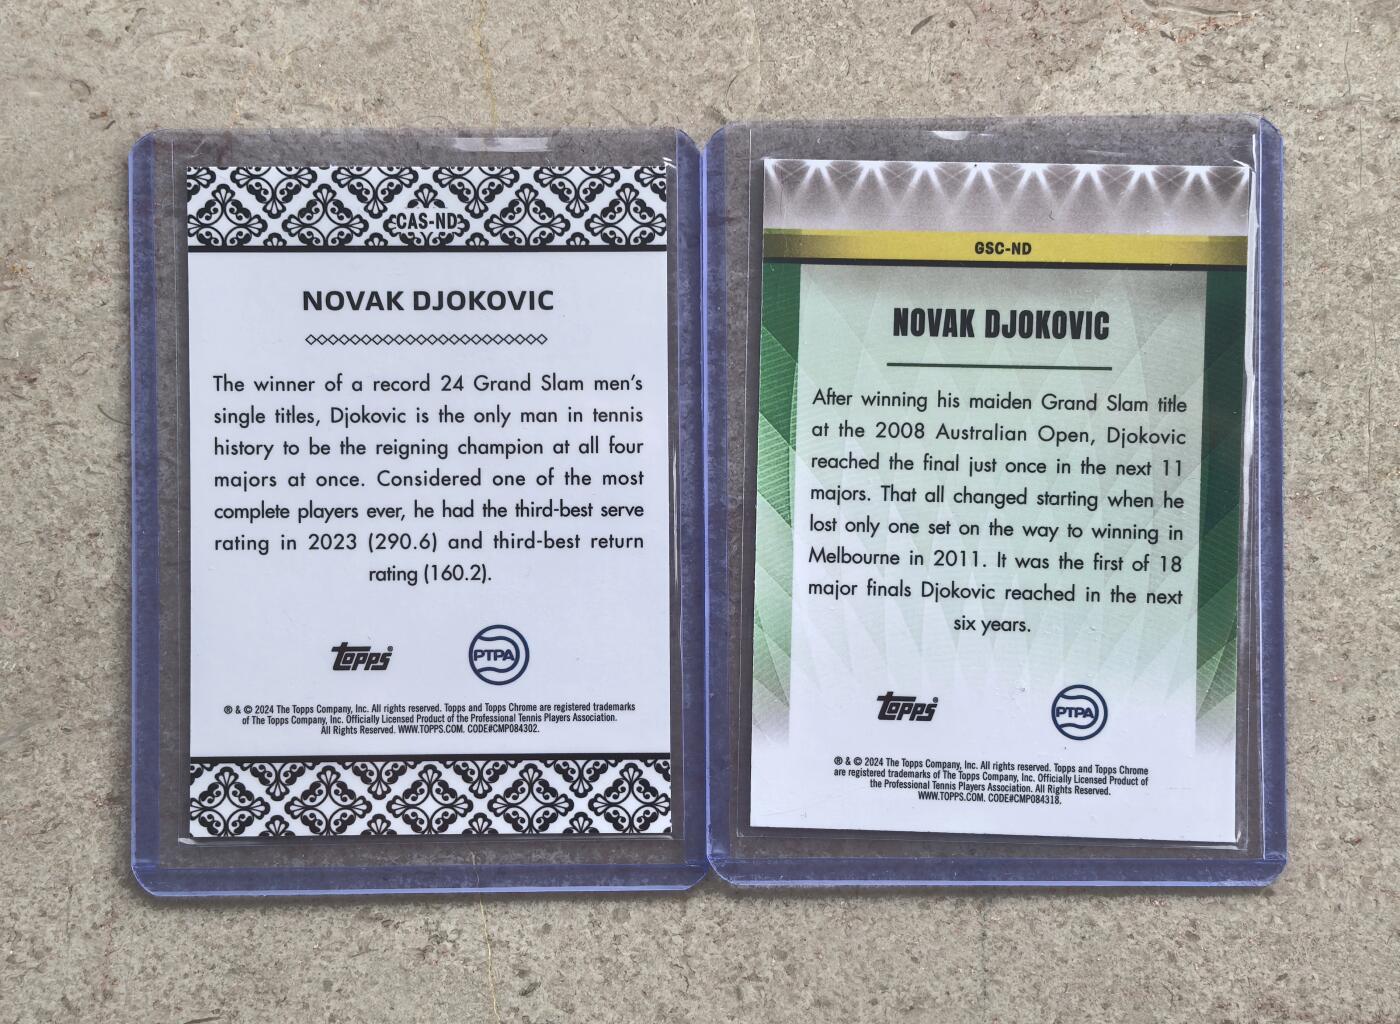 CAS-ND
NOVAK DJOKOVIC
The winner of a record 24 Grand Slam men's
single titles, Djokovic is the only man in tennis
history to be the reigning champion at all four
majors at once. Considered one of the most
complete players ever, he had the third-best serve
rating in 2023 (290.6) and third-best return
rating (160.2).
Topps®
PTPA
® & © 2024 The Topps Company, Inc. All rights reserved. Topps and Topps Chrome are registered trademarks
of The Topps Company, Inc. Officially Licensed Product of the Professional Tennis Players Association.
All Rights Reserved. WWW.TOPPS.COM. CODE#CMP084302.
GSC-ND
NOVAK DJOKOVIC
After winning his maiden Grand Slam title
at the 2008 Australian Open, Djokovic
reached the final just once in the next 11
majors. That all changed starting when he
lost only one set on the way to winning in
Melbourne in 2011. It was the first of 18
major finals Djokovic reached in the next
six years.
Topps®
PTPA
® & © 2024 The Topps Company, Inc. All rights reserved. Topps and Topps Chrome
are registered trademarks of The Topps Company, Inc. Officially Licensed Product of
the Professional Tennis Players Association. All Rights Reserved.
WWW.TOPPS.COM. CODE#CMP084318.